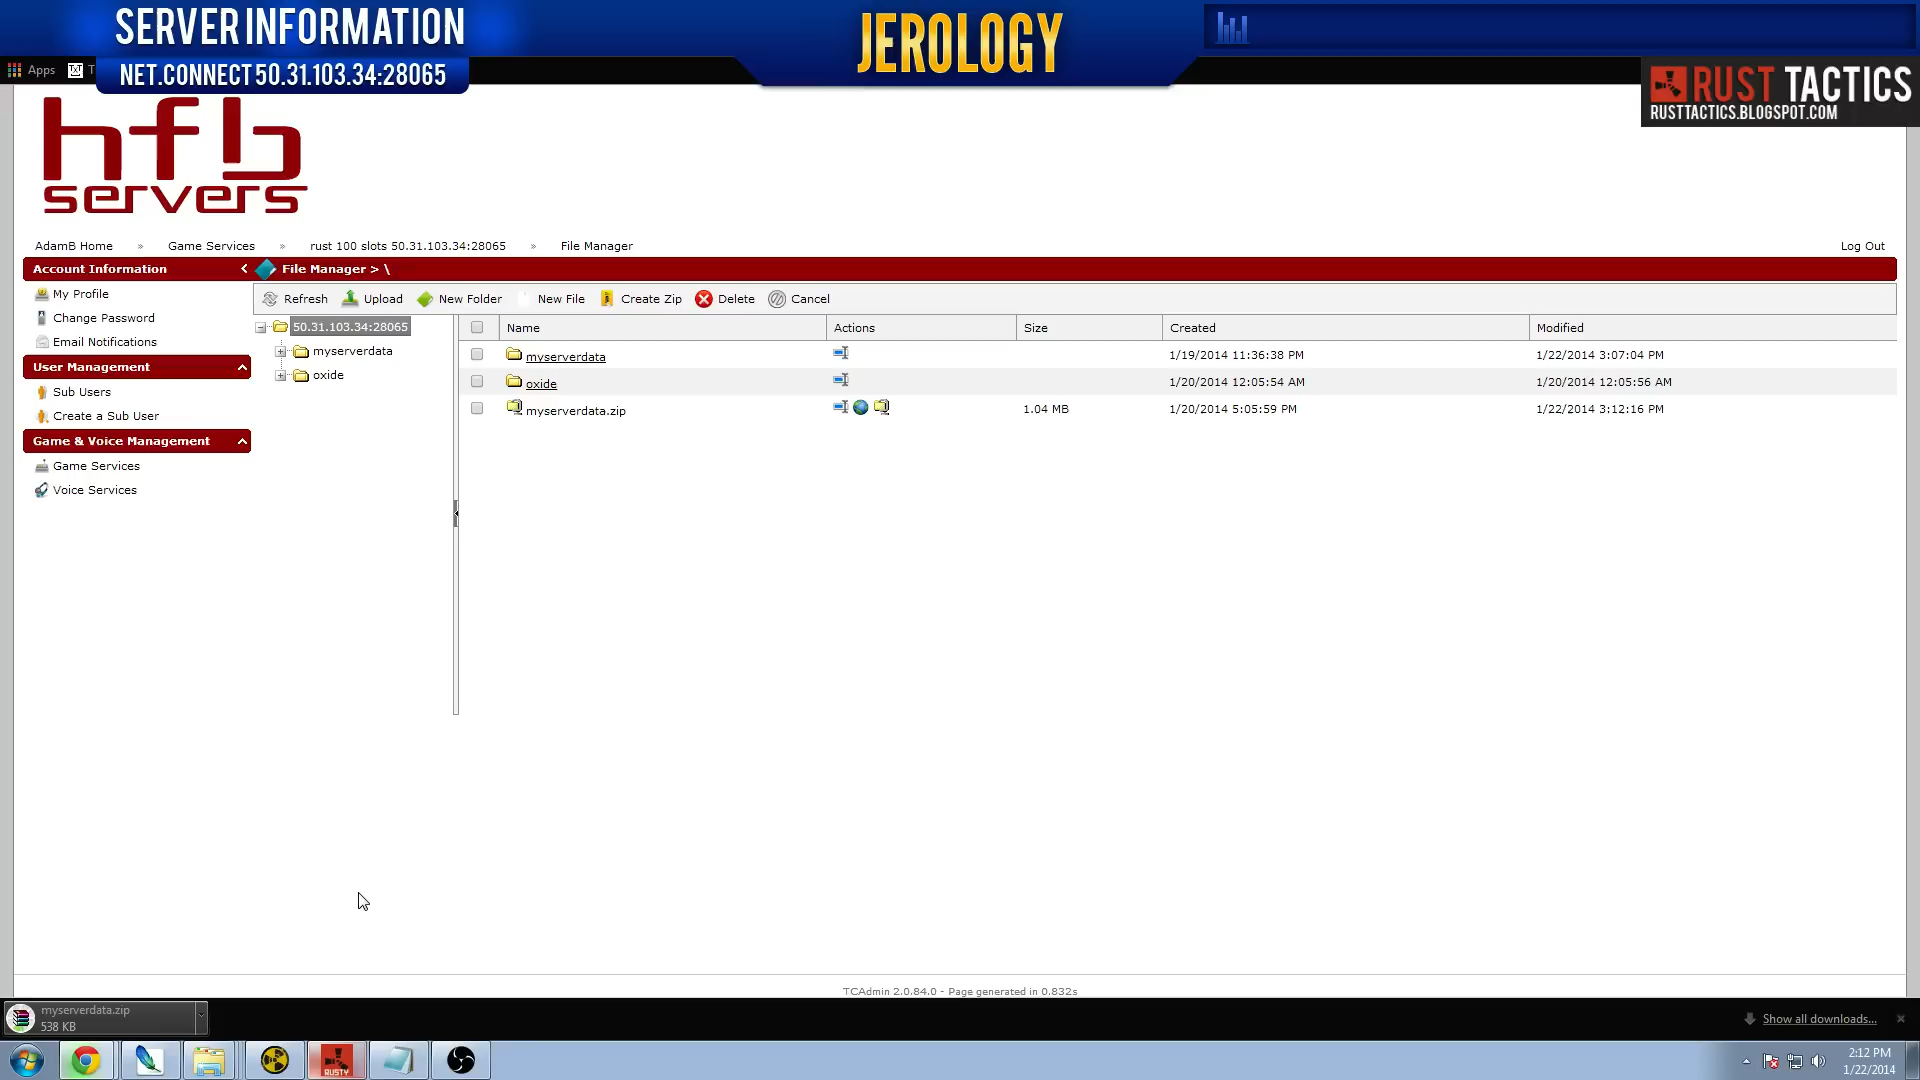 SERVER INFORMATION
JEROLOGY
Apps
NET.CONNECT 50.31.103.34:28065
RUST TACTICS
RUSTTACTICS.BLOGSPOT.COM
hfb
servers
AdamB Home » Game Services » rust 100 slots 50.31.103.34:28065 » File Manager
Log Out
Account Information
File Manager > \
My Profile
Change Password
Email Notifications
User Management
Sub Users
Create a Sub User
Game & Voice Management
Game Services
Voice Services
Refresh Upload New Folder New File Create Zip Delete Cancel
50.31.103.34:28065
myserverdata
oxide
Name Actions Size Created Modified
myserverdata 1/19/2014 11:36:38 PM 1/22/2014 3:07:04 PM
oxide 1/20/2014 12:05:54 AM 1/20/2014 12:05:56 AM
myserverdata.zip 1.04 MB 1/20/2014 5:05:59 PM 1/22/2014 3:12:16 PM
TCAdmin 2.0.84.0 - Page generated in 0.832s
myserverdata.zip
538 KB
Show all downloads...
RUSTY
2:12 PM
1/22/2014